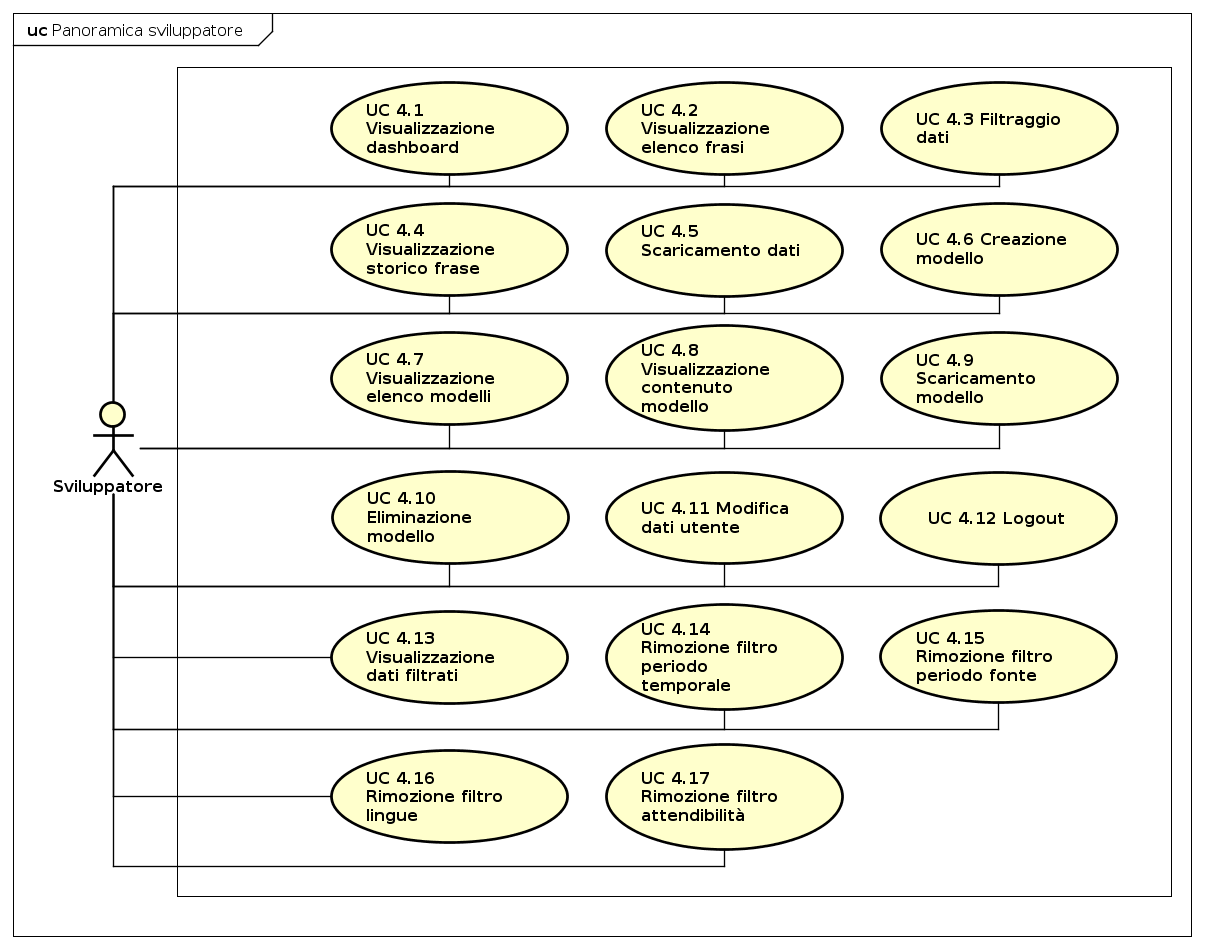 uc Panoramica sviluppatore
UC 4.1
Visualizzazione
dashboard
UC 4.2
Visualizzazione
elenco frasi
UC 4.3 Filtraggio
dati
UC 4.4
Visualizzazione
storico frase
UC 4.5
Scaricamento dati
UC 4.6 Creazione
modello
UC 4.7
Visualizzazione
elenco modelli
UC 4.8
Visualizzazione
contenuto
modello
UC 4.9
Scaricamento
modello
Sviluppatore
UC 4.10
Eliminazione
modello
UC 4.11 Modifica
dati utente
UC 4.12 Logout
UC 4.13
Visualizzazione
dati filtrati
UC 4.14
Rimozione filtro
periodo
temporale
UC 4.15
Rimozione filtro
periodo fonte
UC 4.16
Rimozione filtro
lingue
UC 4.17
Rimozione filtro
attendibilità